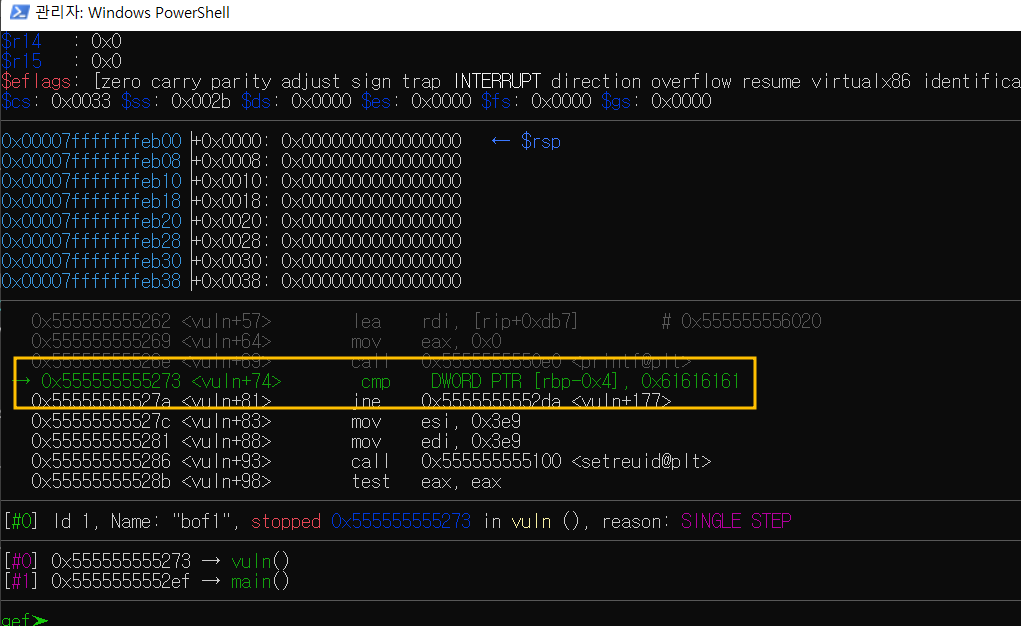 관리자: Windows PowerShell
$r14 : 0x0
$r15 : 0x0
$eflags: [zero carry parity adjust sign trap INTERRUPT direction overflow resume virtualx86 identifica
$cs: 0x0033 $ss: 0x002b $ds: 0x0000 $es: 0x0000 $fs: 0x0000 $gs: 0x0000
0x00007fffffffeb00│+0x0000: 0x0000000000000000 ← $rsp
0x00007fffffffeb08│+0x0008: 0x0000000000000000
0x00007fffffffeb10│+0x0010: 0x0000000000000000
0x00007fffffffeb18│+0x0018: 0x0000000000000000
0x00007fffffffeb20│+0x0020: 0x0000000000000000
0x00007fffffffeb28│+0x0028: 0x0000000000000000
0x00007fffffffeb30│+0x0030: 0x0000000000000000
0x00007fffffffeb38│+0x0038: 0x0000000000000000
0x555555555262 <vuln+57> lea rdi, [rip+0xdb7] # 0x555555556020
0x555555555269 <vuln+64> mov eax, 0x0
0x55555555526e <vuln+69> call 0x5555555550e0 <printf@plt>
→ 0x555555555273 <vuln+74> cmp DWORD PTR [rbp-0x4], 0x61616161
0x55555555527a <vuln+81> jne 0x5555555552da <vuln+177>
0x55555555527c <vuln+83> mov esi, 0x3e9
0x555555555281 <vuln+88> mov edi, 0x3e9
0x555555555286 <vuln+93> call 0x555555555100 <setreuid@plt>
0x55555555528b <vuln+98> test eax, eax
[#0] Id 1, Name: "bof1", stopped 0x555555555273 in vuln (), reason: SINGLE STEP
[#0] 0x555555555273 → vuln()
[#1] 0x5555555552ef → main()
gef➤